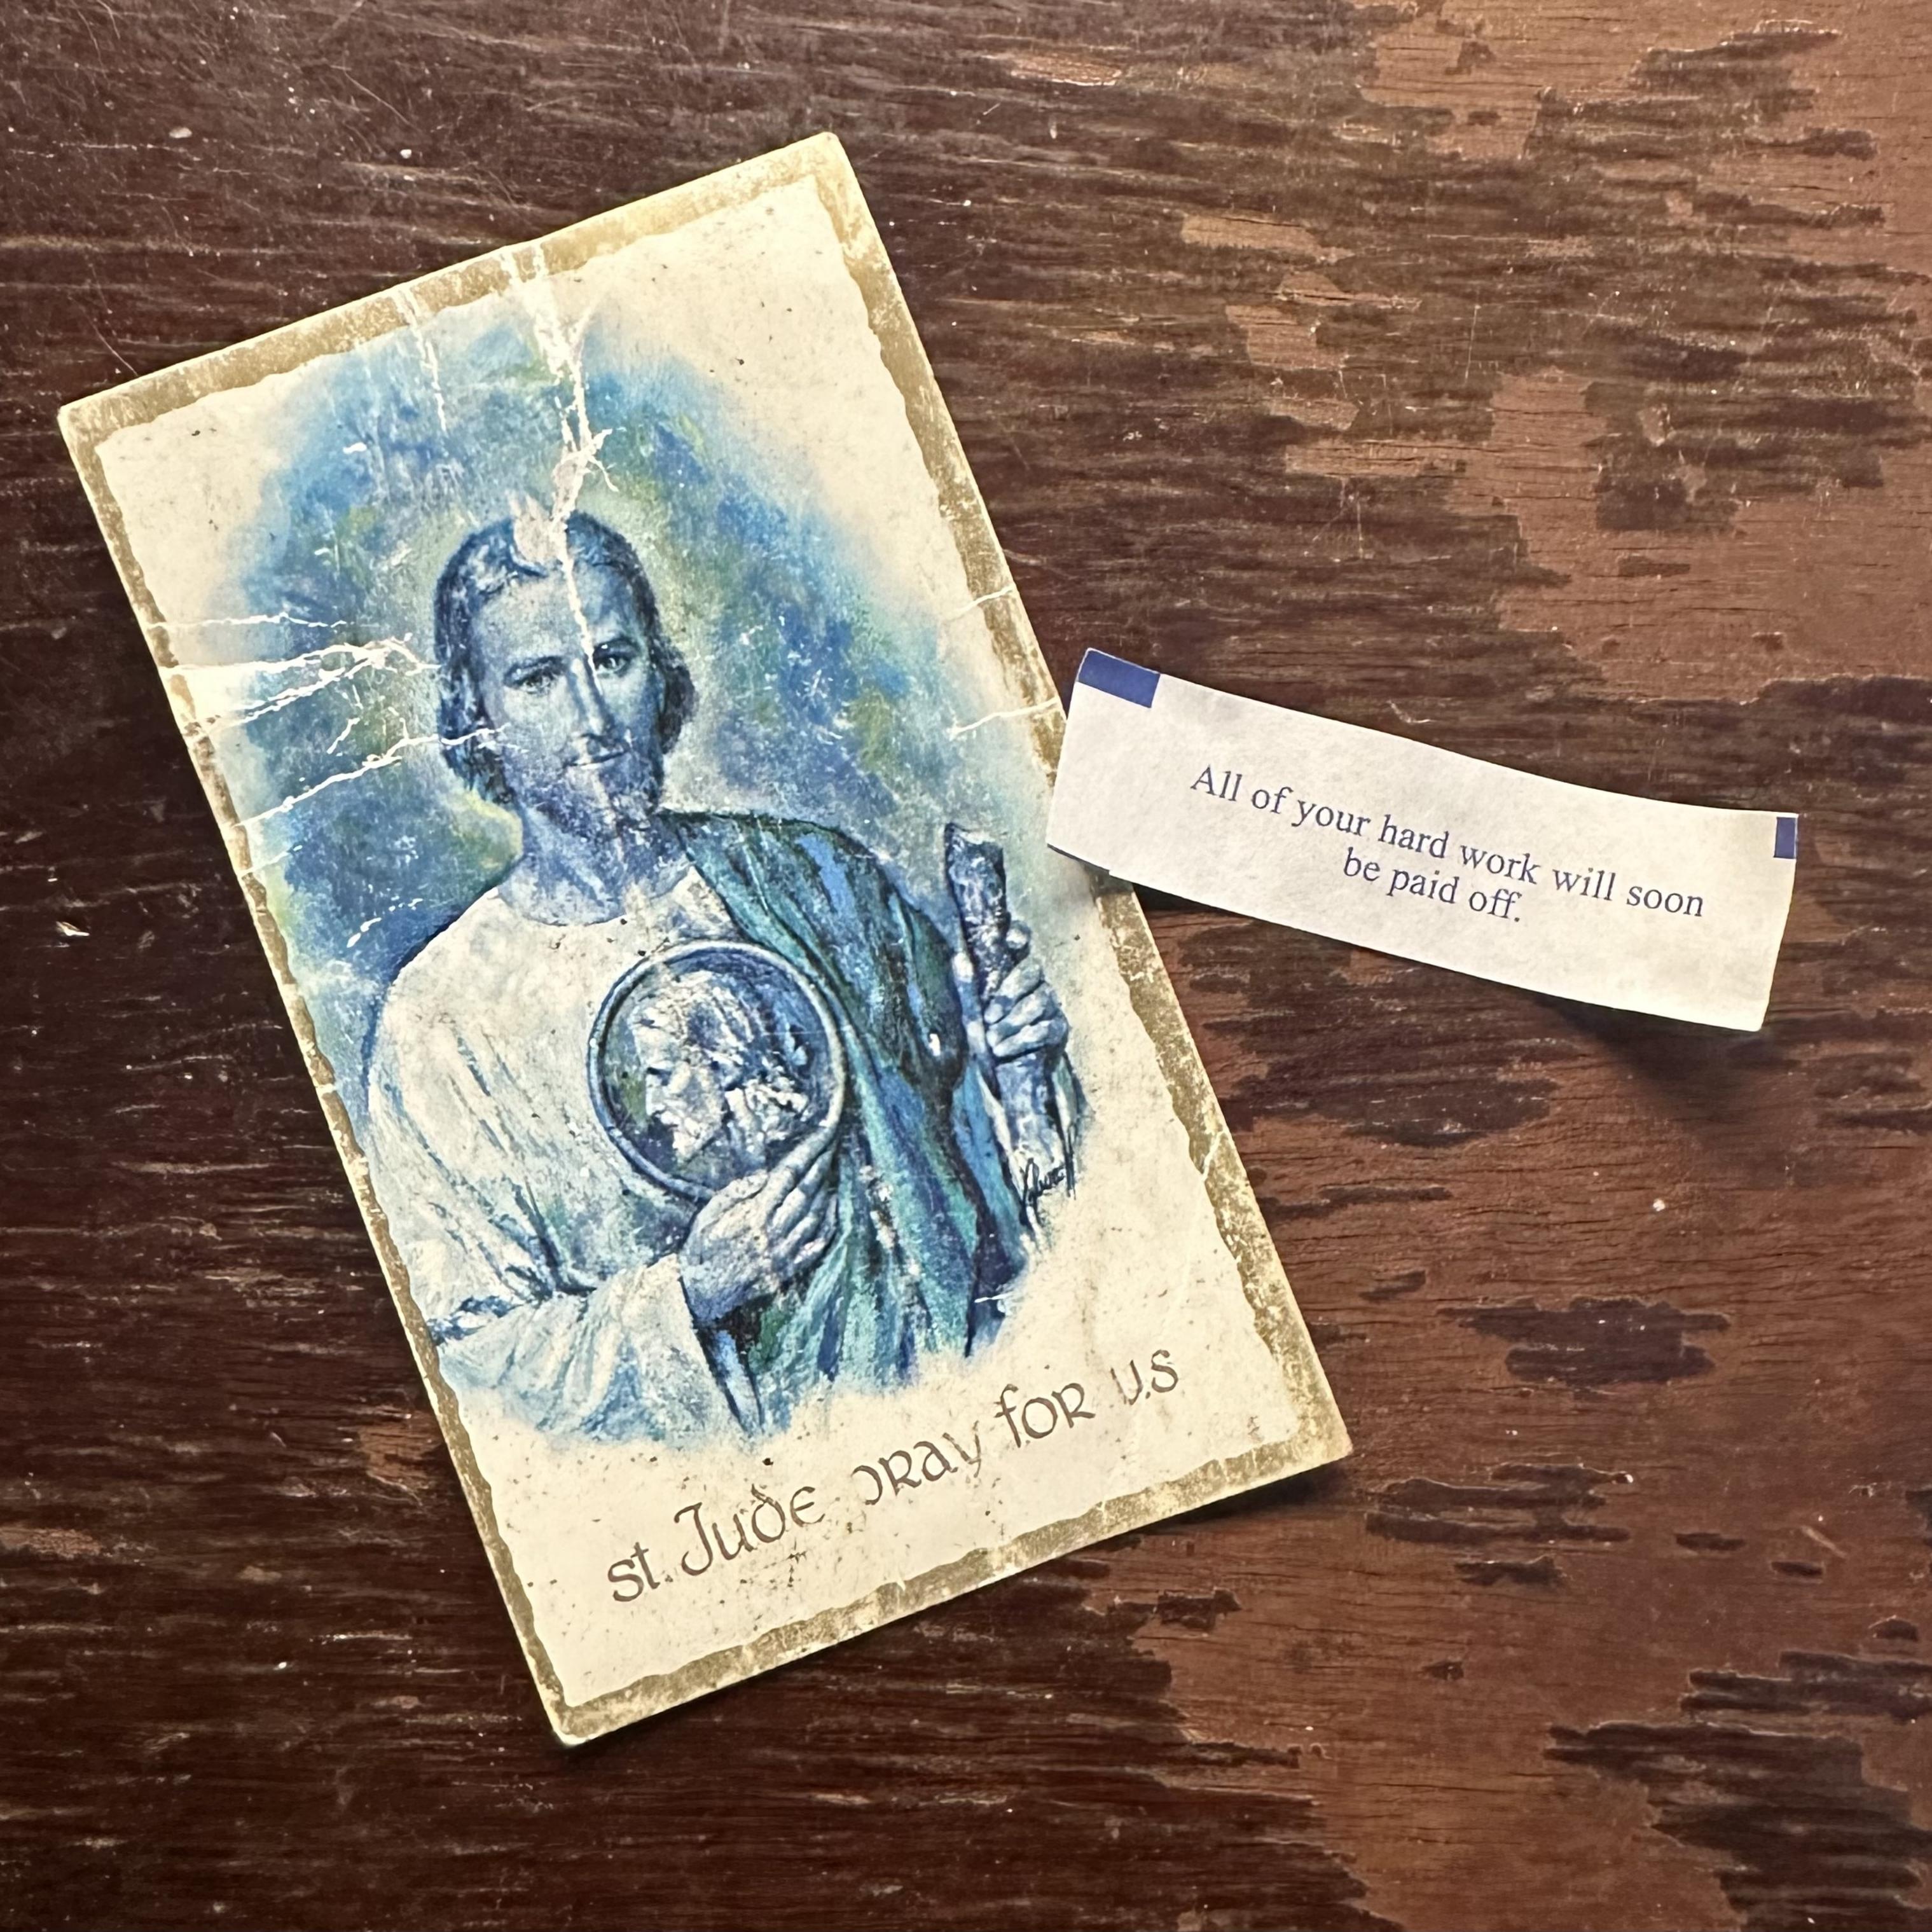 st. Jude pray for us
All of your hard work will soon
be paid off.